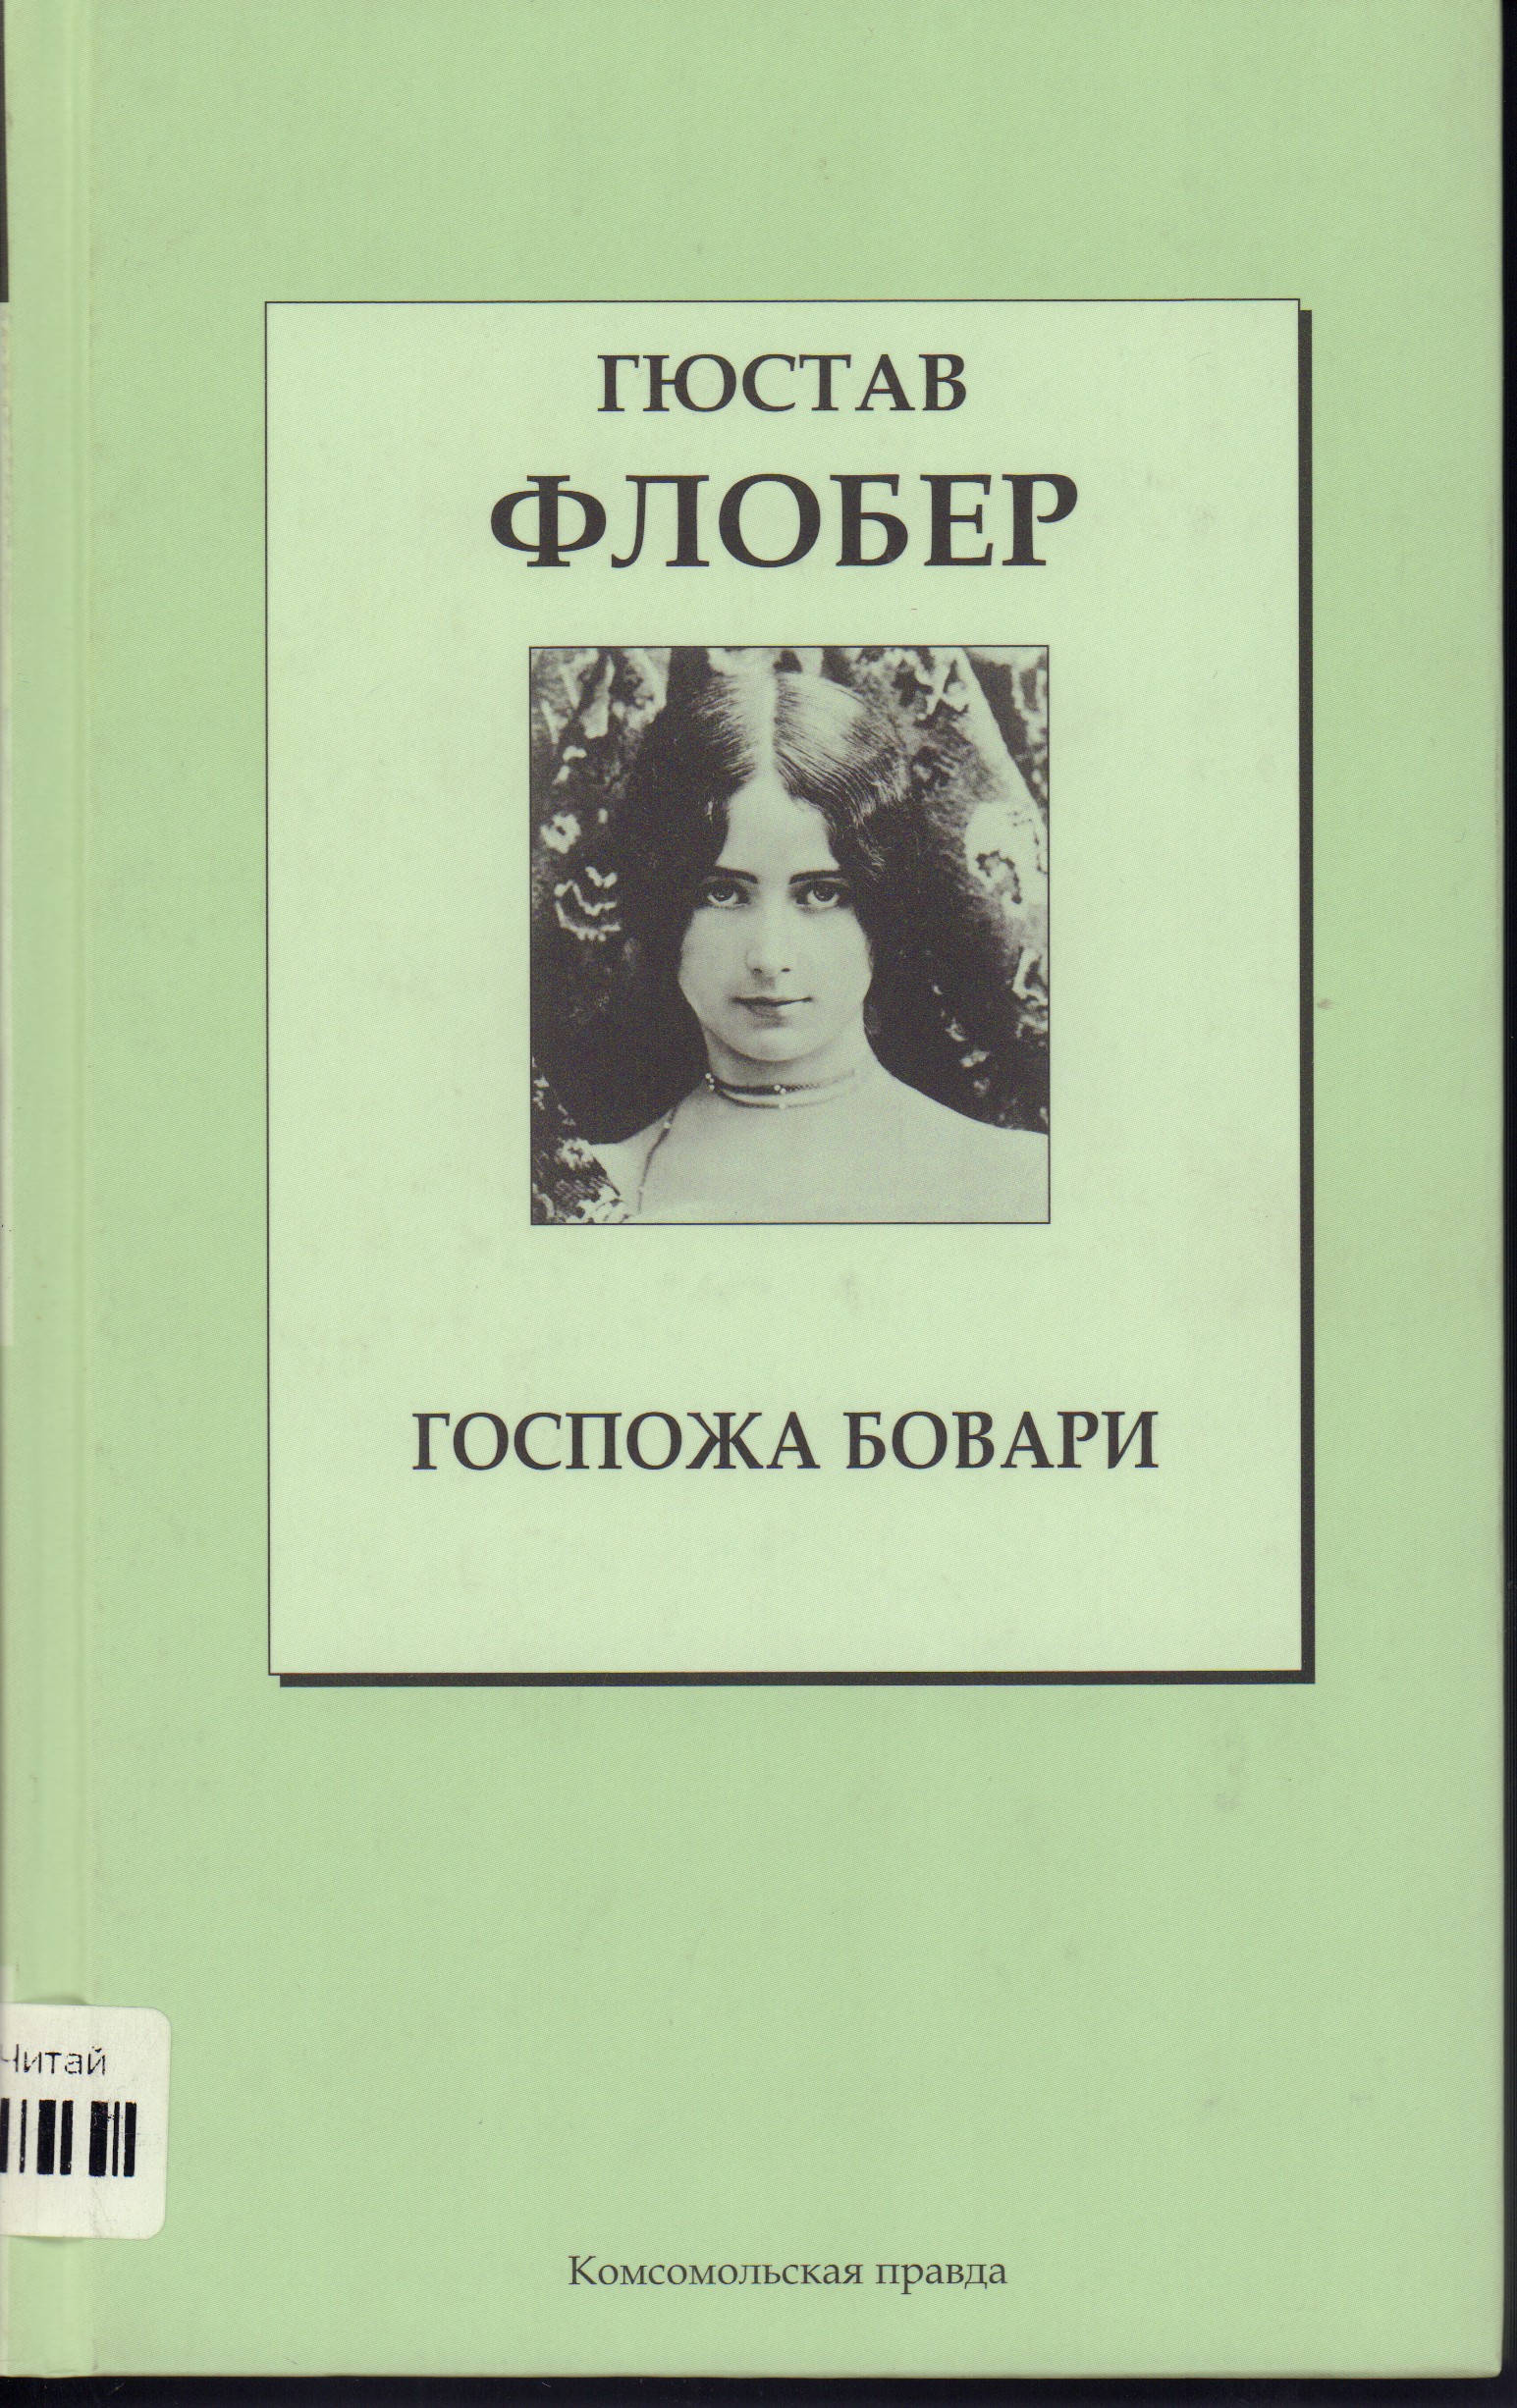 ГЮСТАВ
ФЛОБЕР
ГОСПОЖА БОВАРИ
Читай
Комсомольская правда